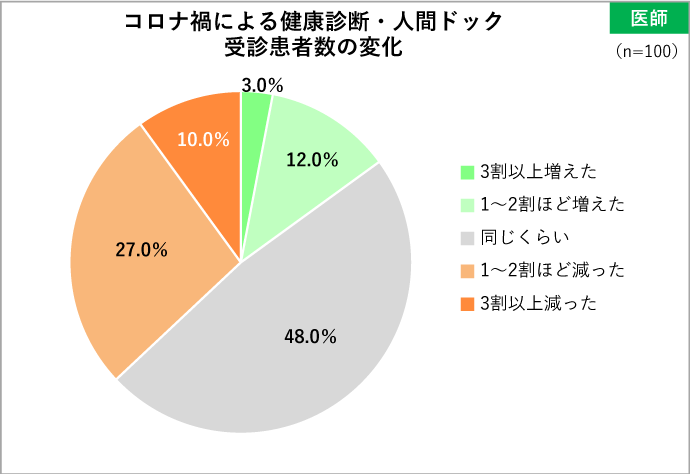 コロナ禍による健康診断・人間ドック
受診患者数の変化
医師
（n=100）
3.0%
12.0%
48.0%
27.0%
10.0%
3割以上増えた
1～2割ほど増えた
同じくらい
1～2割ほど減った
3割以上減った